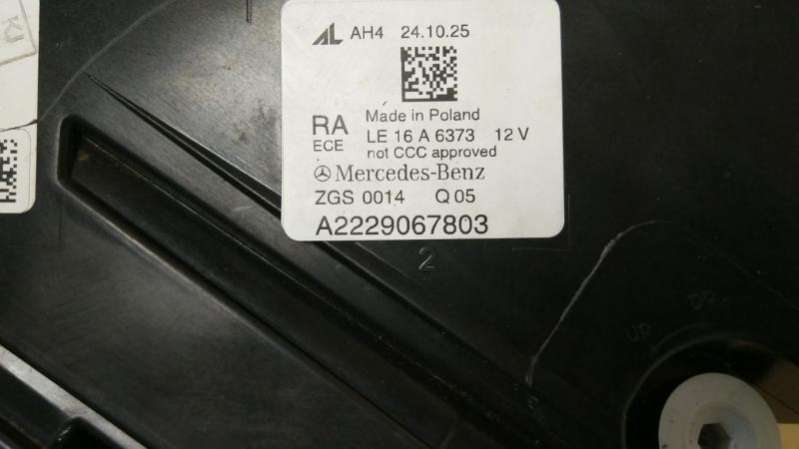 AL AH4 24.10.25
Made in Poland
RA LE 16 A 6373 12 V
ECE not CCC approved
Mercedes-Benz
ZGS 0014 Q 05
A2229067803
2
UP